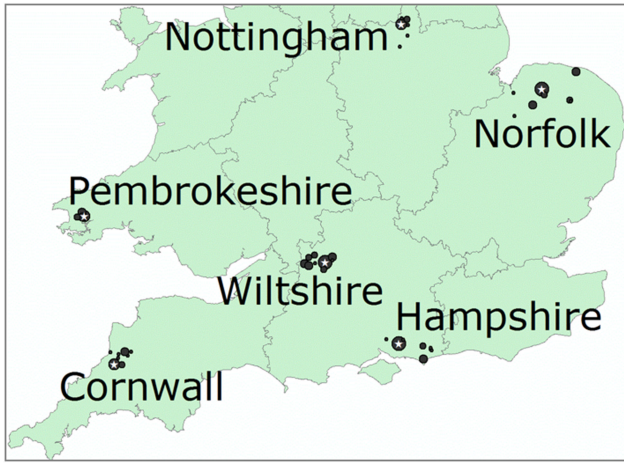 Nottingham
Norfolk
Pembrokeshire
Wiltshire
Hampshire
Cornwall